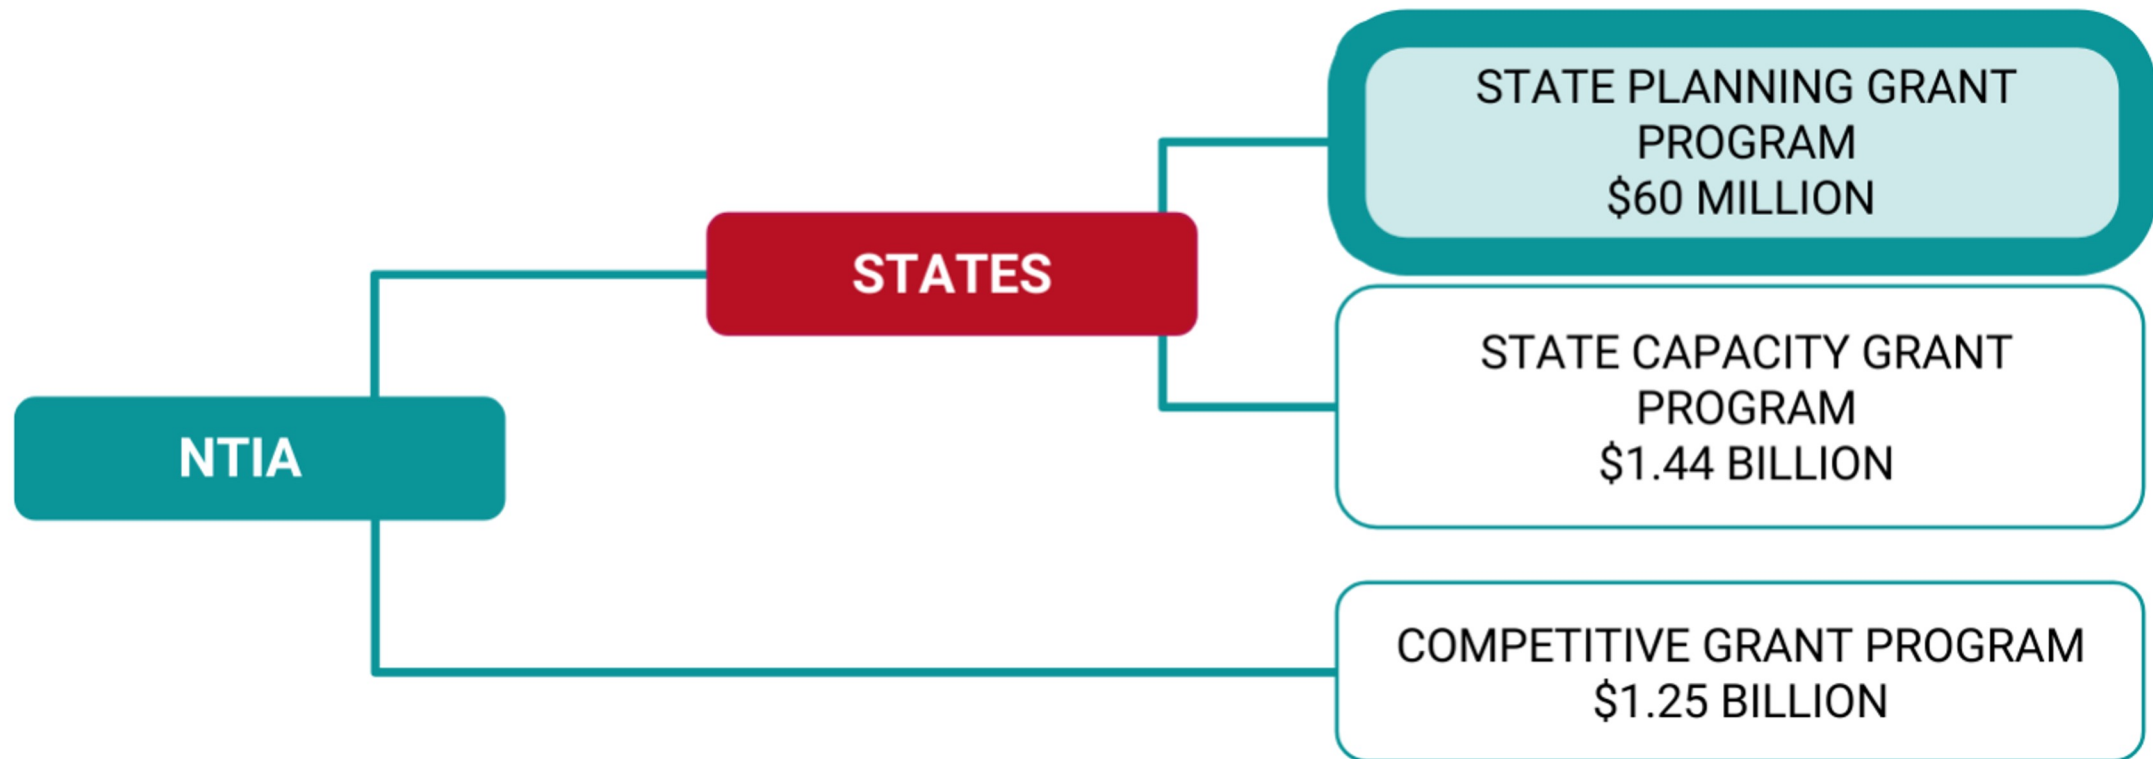 STATE PLANNING GRANT
PROGRAM
$60 MILLION
STATES
STATE CAPACITY GRANT
PROGRAM
$1.44 BILLION
NTIA
COMPETITIVE GRANT PROGRAM
$1.25 BILLION